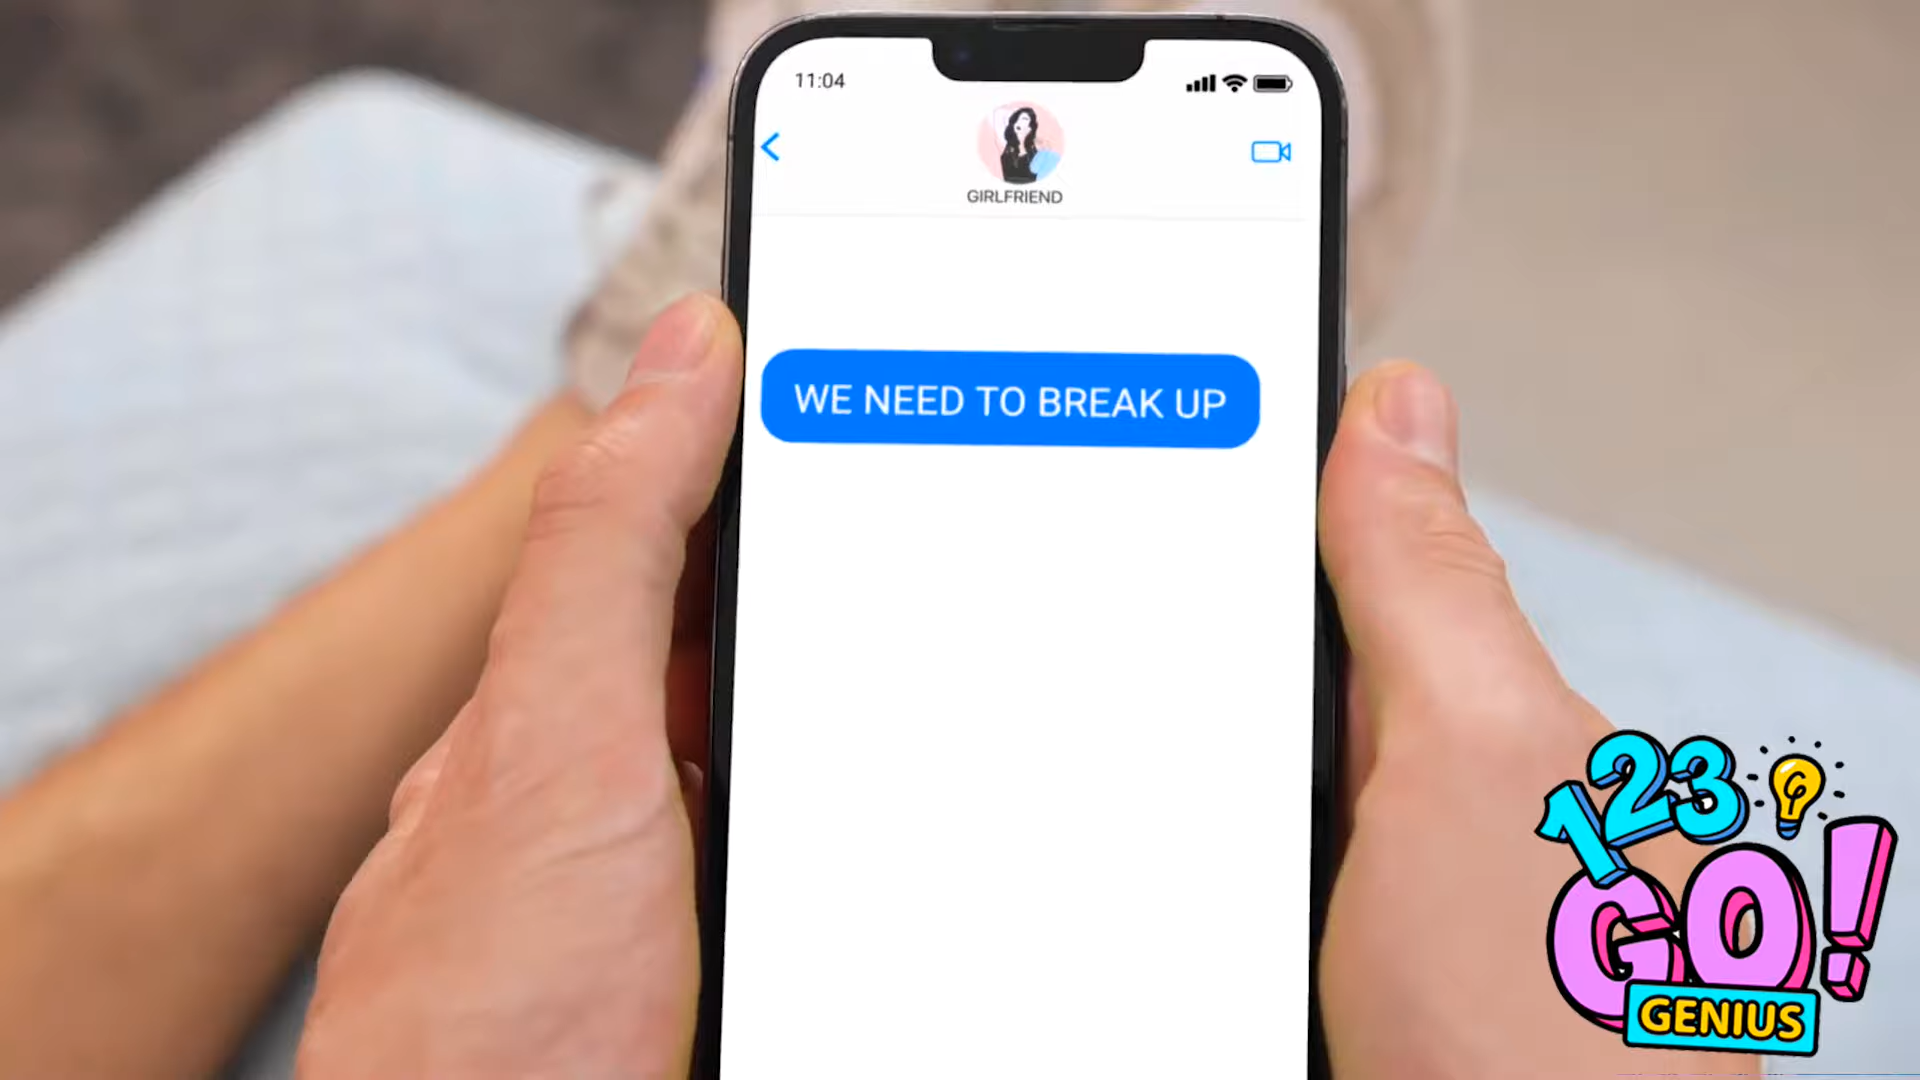 11:04
GIRLFRIEND
WE NEED TO BREAK UP
123
GO!
GENIUS